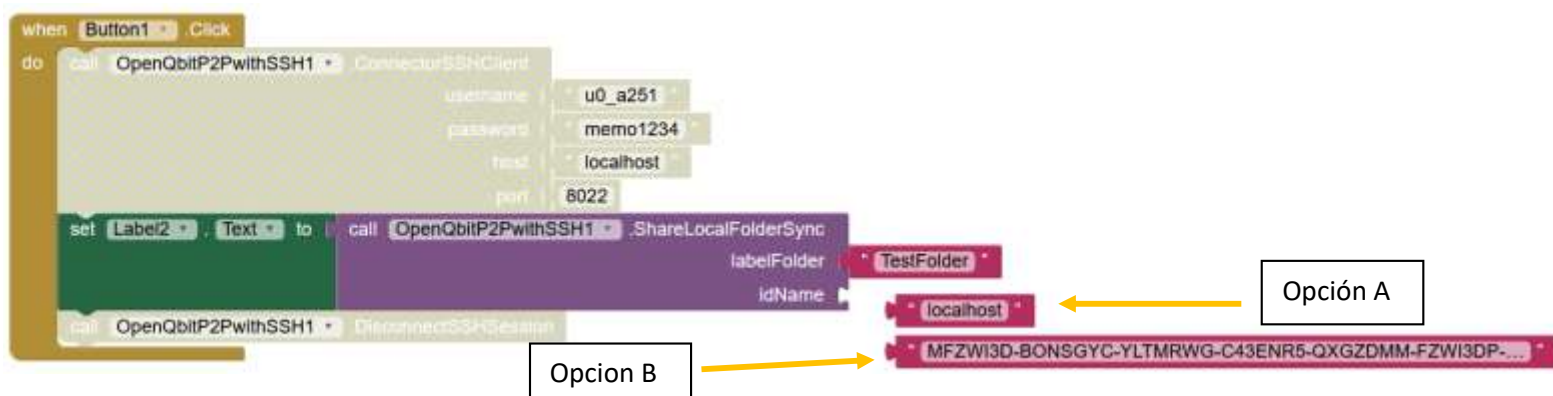 when Button1 .Click
do call OpenQbitP2PwithSSH1 .ConnectorSSHClient
username " u0_a251 "
password " memo1234 "
host " localhost "
port 8022
set Label2 . Text to call OpenQbitP2PwithSSH1 .ShareLocalFolderSync
labelFolder " TestFolder "
idName
" localhost "
Opción A
call OpenQbitP2PwithSSH1 .DisconnectSSHSession
" MFZWI3D-BONSGYC-YLTMRWG-C43ENR5-QXGZDMM-FZWI3DP-... "
Opcion B